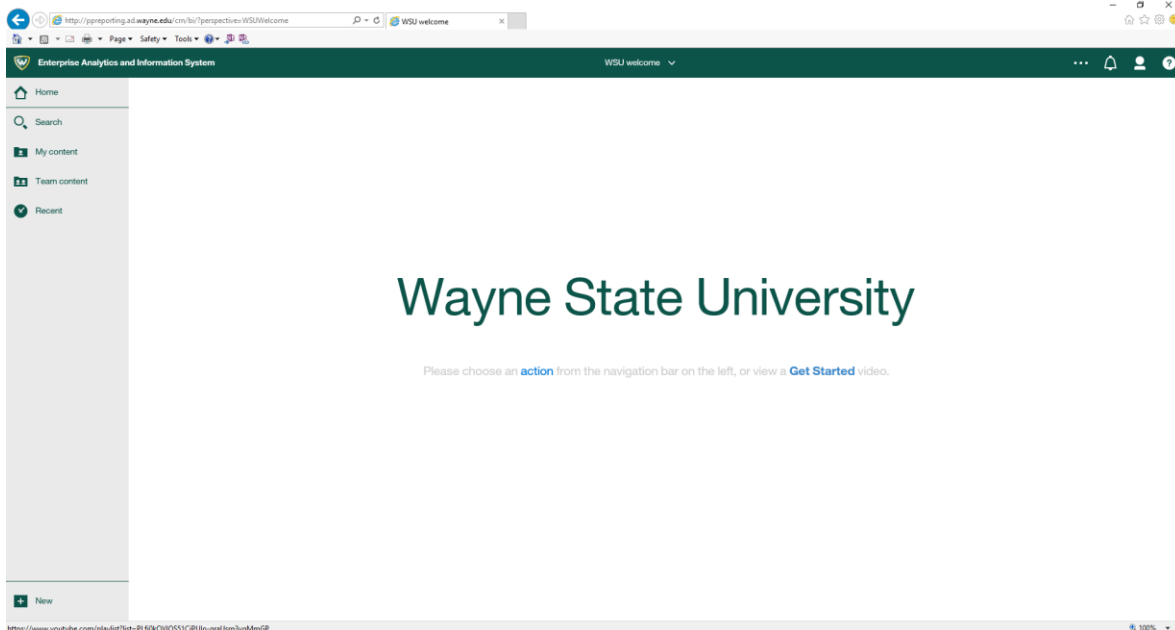 http://ppreporting.ad.wayne.edu/crn/bi/?perspective=WSUWelcome
WSU welcome
Page Safety Tools
Enterprise Analytics and Information System
WSU welcome
Home
Search
My content
Team content
Recent
Wayne State University
Please choose an action from the navigation bar on the left, or view a Get Started video.
New
100%